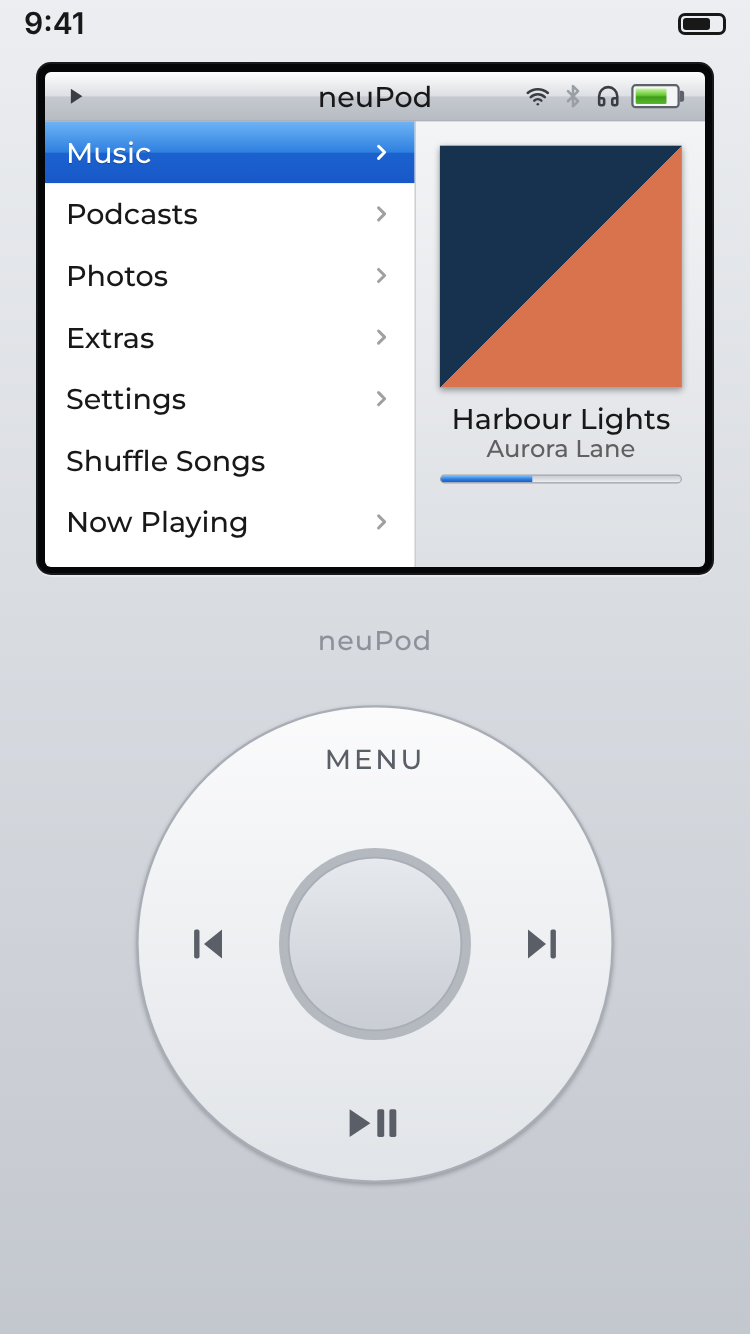 9:41
neuPod
Music
Podcasts
Photos
Extras
Settings
Shuffle Songs
Now Playing
Harbour Lights
Aurora Lane
neuPod
MENU